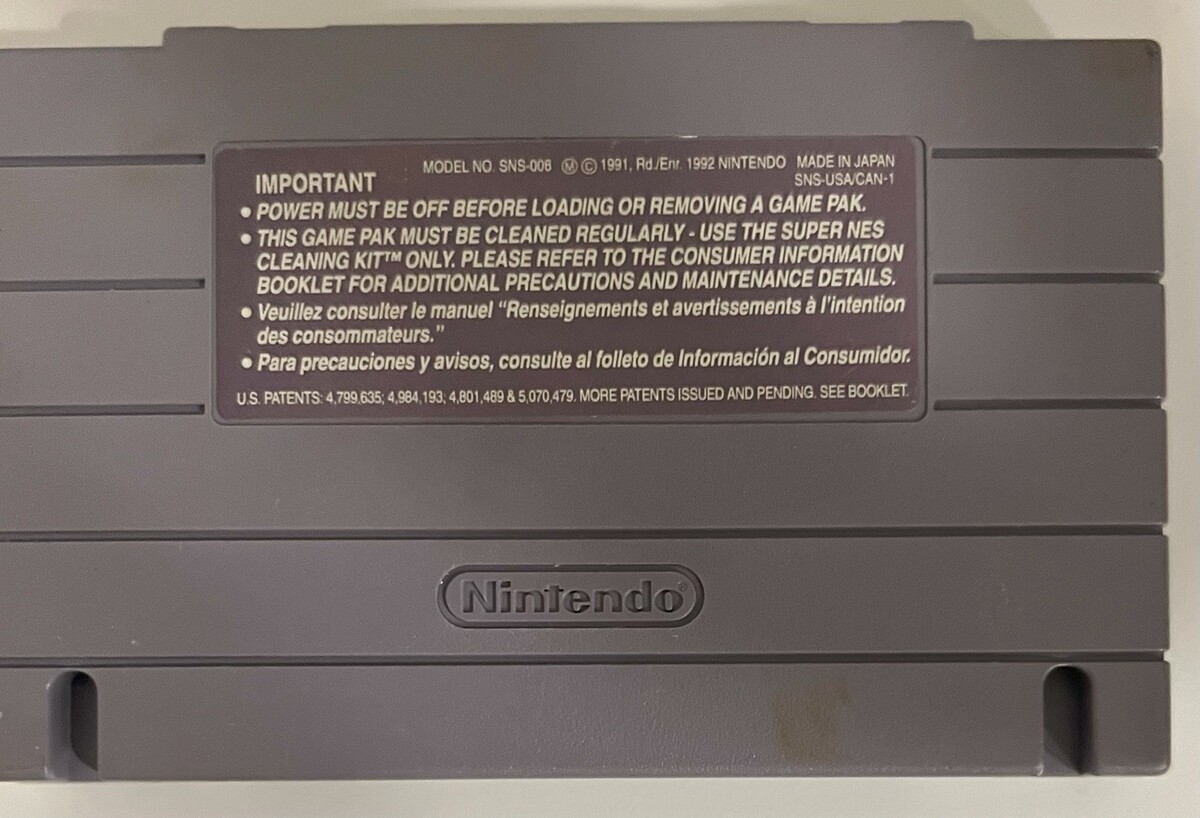 MODEL NO. SNS-006 Ⓜ © 1991, Rd./Enr. 1992 NINTENDO MADE IN JAPAN
SNS-USA/CAN-1
IMPORTANT
• POWER MUST BE OFF BEFORE LOADING OR REMOVING A GAME PAK.
• THIS GAME PAK MUST BE CLEANED REGULARLY - USE THE SUPER NES
CLEANING KIT™ ONLY. PLEASE REFER TO THE CONSUMER INFORMATION
BOOKLET FOR ADDITIONAL PRECAUTIONS AND MAINTENANCE DETAILS.
• Veuillez consulter le manuel “Renseignements et avertissements à l’intention
des consommateurs.”
• Para precauciones y avisos, consulte al folleto de Información al Consumidor.
U.S. PATENTS: 4,799,635; 4,984,193; 4,801,489 & 5,070,479. MORE PATENTS ISSUED AND PENDING. SEE BOOKLET.
Nintendo®